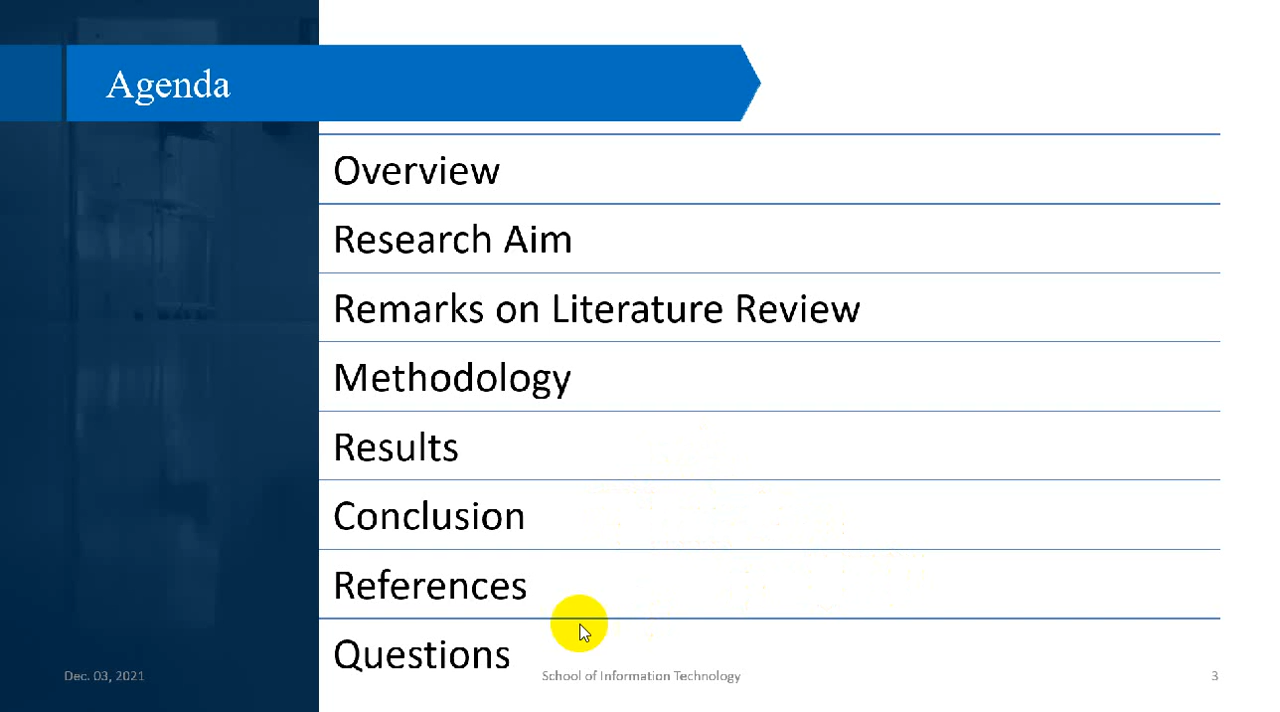 Agenda
Overview
Research Aim
Remarks on Literature Review
Methodology
Results
Conclusion
References
Questions
Dec. 03, 2021
School of Information Technology
3